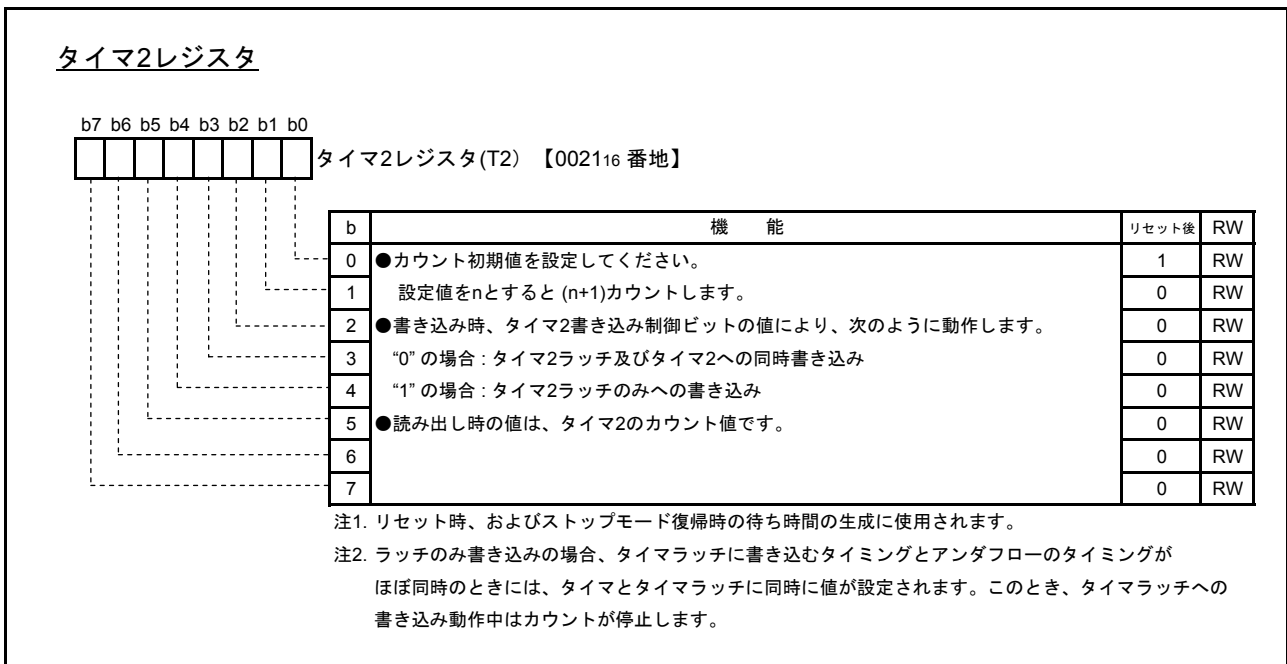 タイマ2レジスタ
b7 b6 b5 b4 b3 b2 b1 b0
タイマ2レジスタ(T2) 【002116 番地】
b 機 能 リセット後 RW
0 ●カウント初期値を設定してください。 1 RW
1 設定値をnとすると (n+1)カウントします。 0 RW
2 ●書き込み時、タイマ2書き込み制御ビットの値により、次のように動作します。 0 RW
3 “0” の場合 : タイマ2ラッチ及びタイマ2への同時書き込み 0 RW
4 “1” の場合 : タイマ2ラッチのみへの書き込み 0 RW
5 ●読み出し時の値は、タイマ2のカウント値です。 0 RW
6 0 RW
7 0 RW
注1. リセット時、およびストップモード復帰時の待ち時間の生成に使用されます。
注2. ラッチのみ書き込みの場合、タイマラッチに書き込むタイミングとアンダフローのタイミングが
ほぼ同時のときには、タイマとタイマラッチに同時に値が設定されます。このとき、タイマラッチへの
書き込み動作中はカウントが停止します。